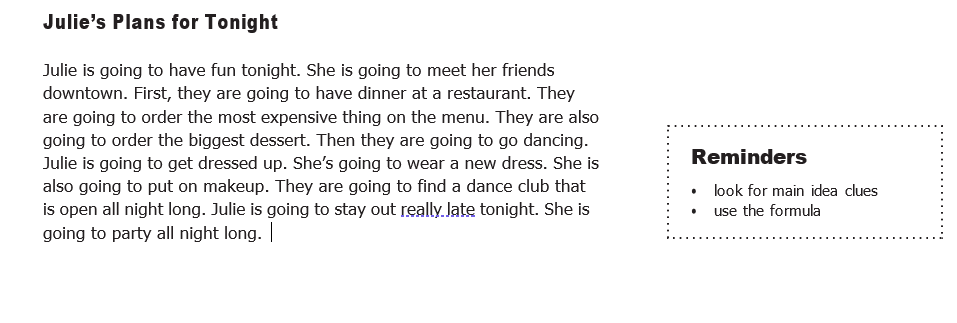 Julie’s Plans for Tonight
Julie is going to have fun tonight. She is going to meet her friends
downtown. First, they are going to have dinner at a restaurant. They
are going to order the most expensive thing on the menu. They are also
going to order the biggest dessert. Then they are going to go dancing.
Julie is going to get dressed up. She’s going to wear a new dress. She is
also going to put on makeup. They are going to find a dance club that
is open all night long. Julie is going to stay out really late tonight. She is
going to party all night long.
Reminders
• look for main idea clues
• use the formula